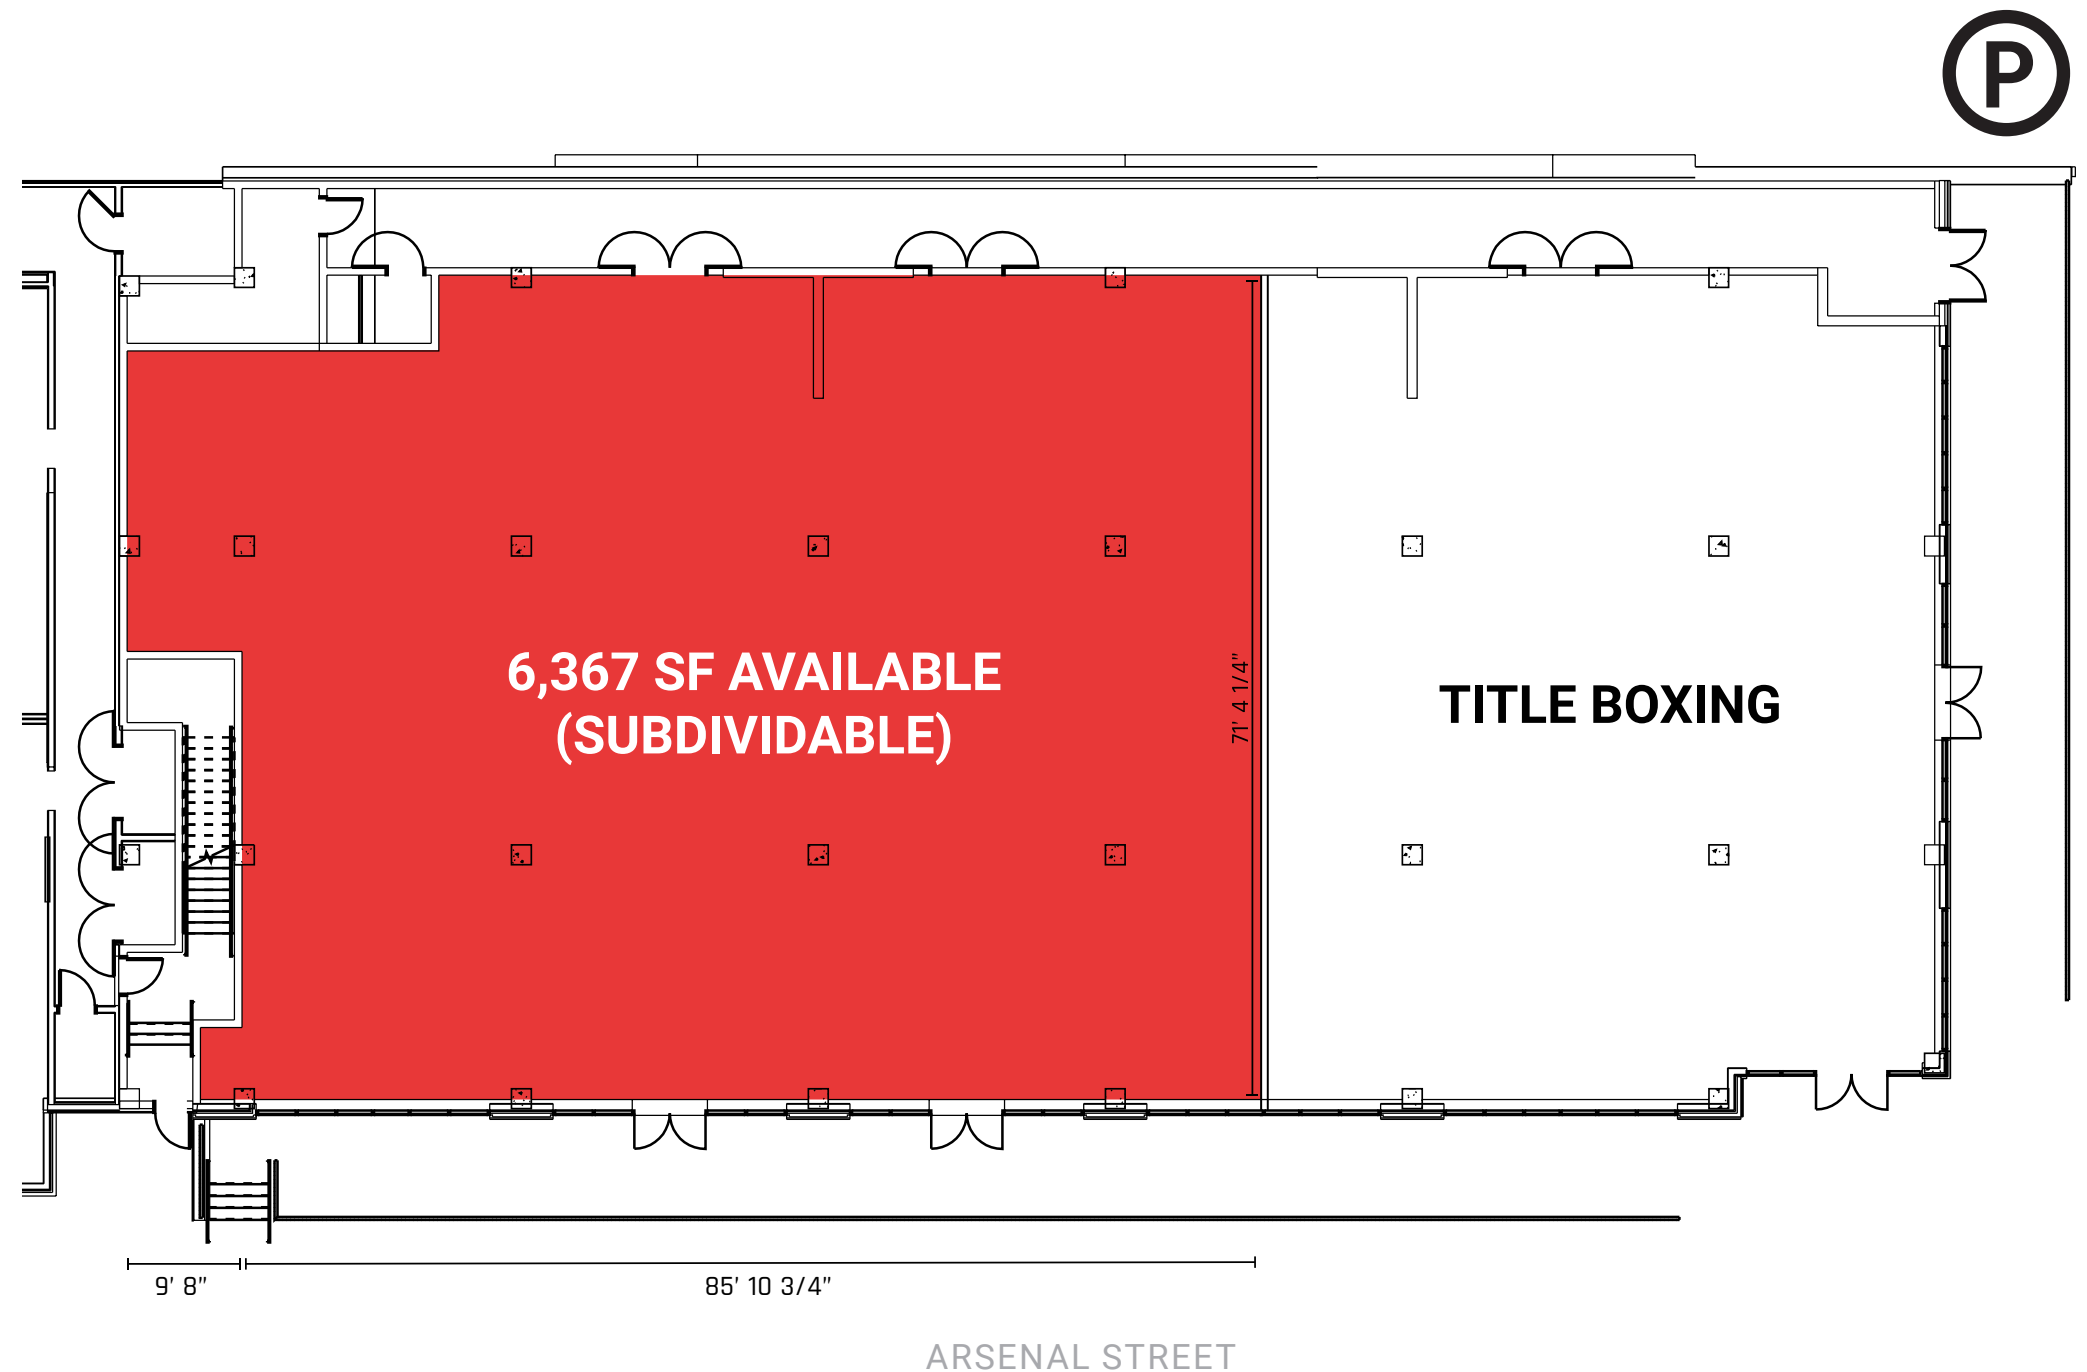 P
6,367 SF AVAILABLE
(SUBDIVIDABLE)
71' 4 1/4"
TITLE BOXING
9' 8"
85' 10 3/4"
ARSENAL STREET